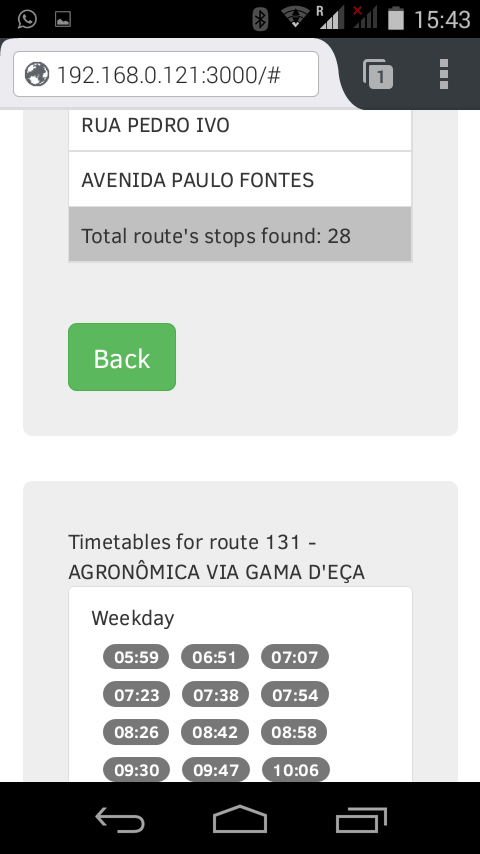 R
15:43
192.168.0.121:3000/#
1
RUA PEDRO IVO
AVENIDA PAULO FONTES
Total route's stops found: 28
Back
Timetables for route 131 -
AGRONÔMICA VIA GAMA D'EÇA
Weekday
05:59 06:51 07:07
07:23 07:38 07:54
08:26 08:42 08:58
09:30 09:47 10:06